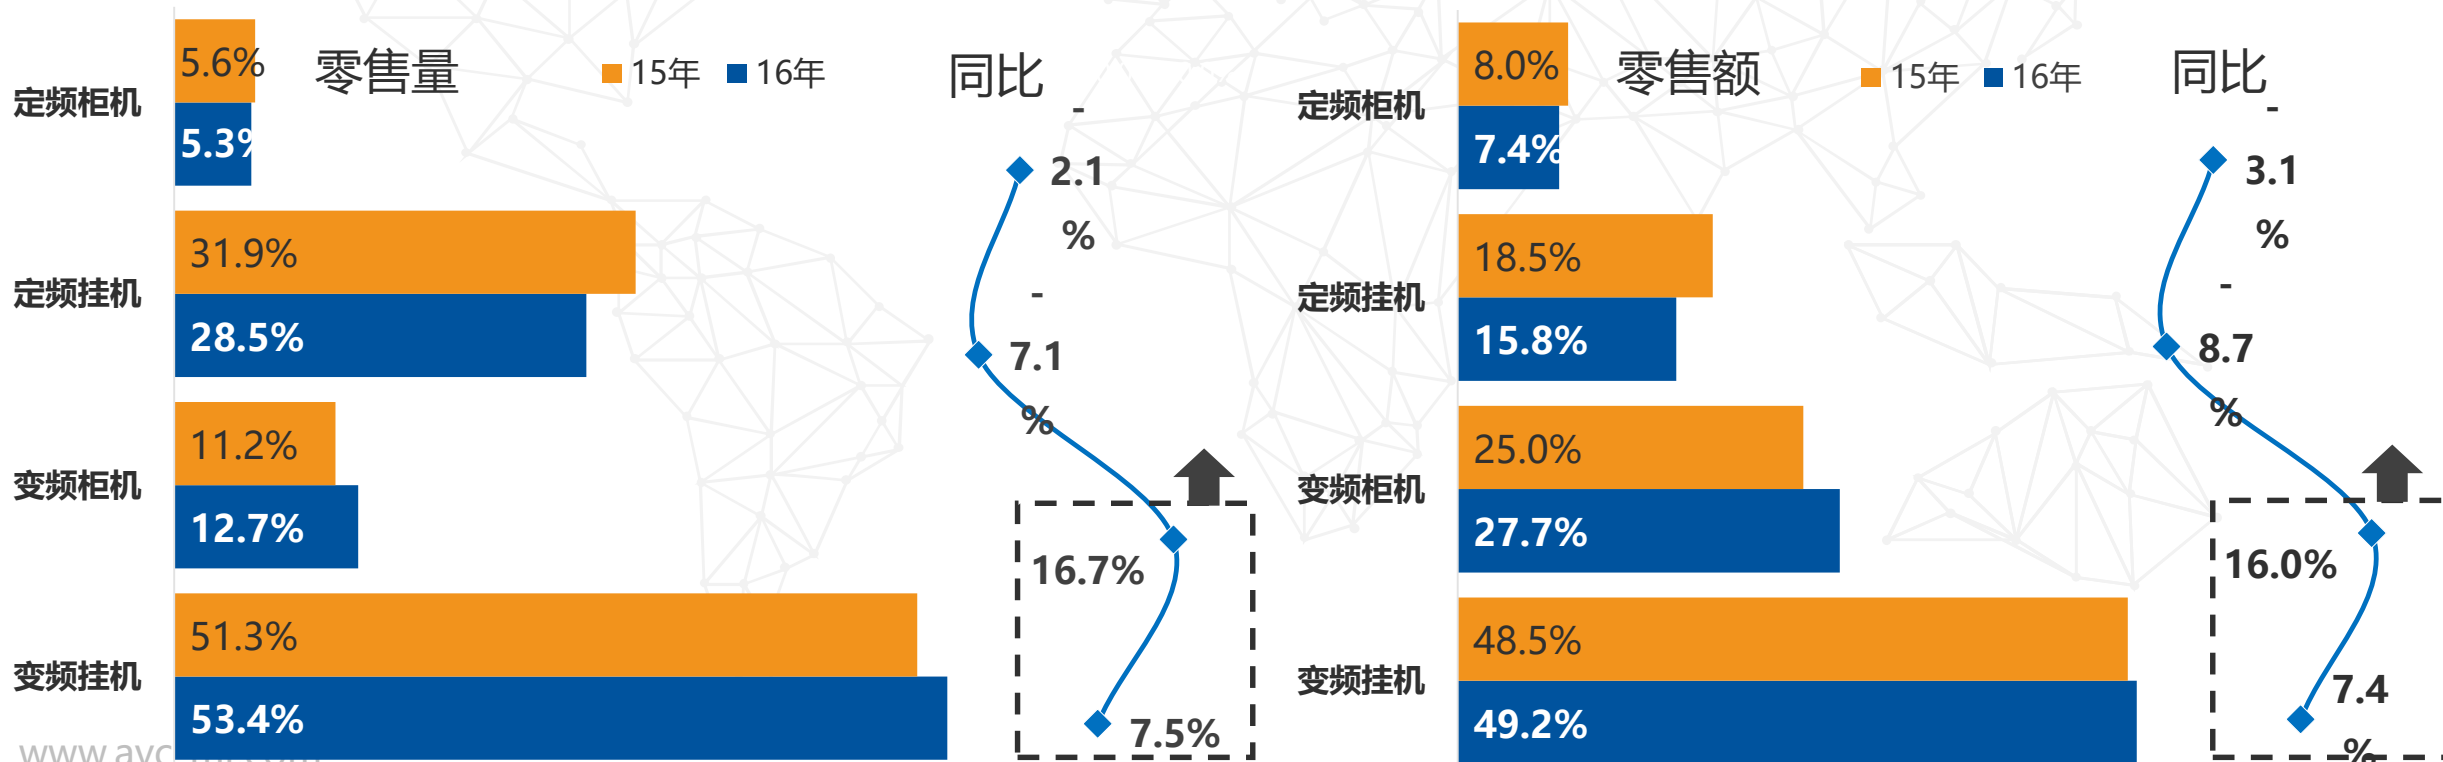 零售量
15年
16年
同比
定频柜机
5.6%
5.3%
-
2.1
%
定频挂机
31.9%
28.5%
-
7.1
%
变频柜机
11.2%
12.7%
16.7%
变频挂机
51.3%
53.4%
7.5%
零售额
15年
16年
同比
定频柜机
8.0%
7.4%
-
3.1
%
定频挂机
18.5%
15.8%
-
8.7
%
变频柜机
25.0%
27.7%
16.0%
变频挂机
48.5%
49.2%
7.4
%